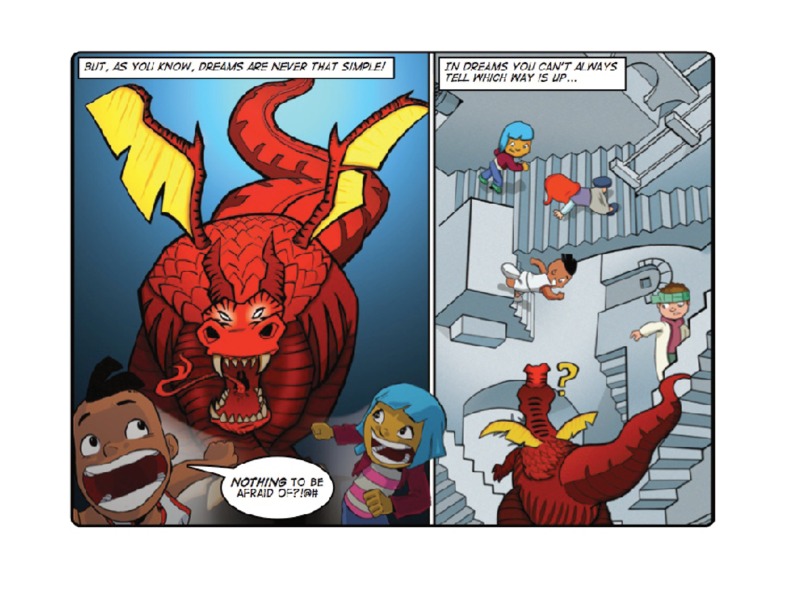 BUT, AS YOU KNOW, DREAMS ARE NEVER THAT SIMPLE!
IN DREAMS YOU CAN'T ALWAYS
TELL WHICH WAY IS UP...
?
NOTHING TO BE
AFRAID OF?!@#